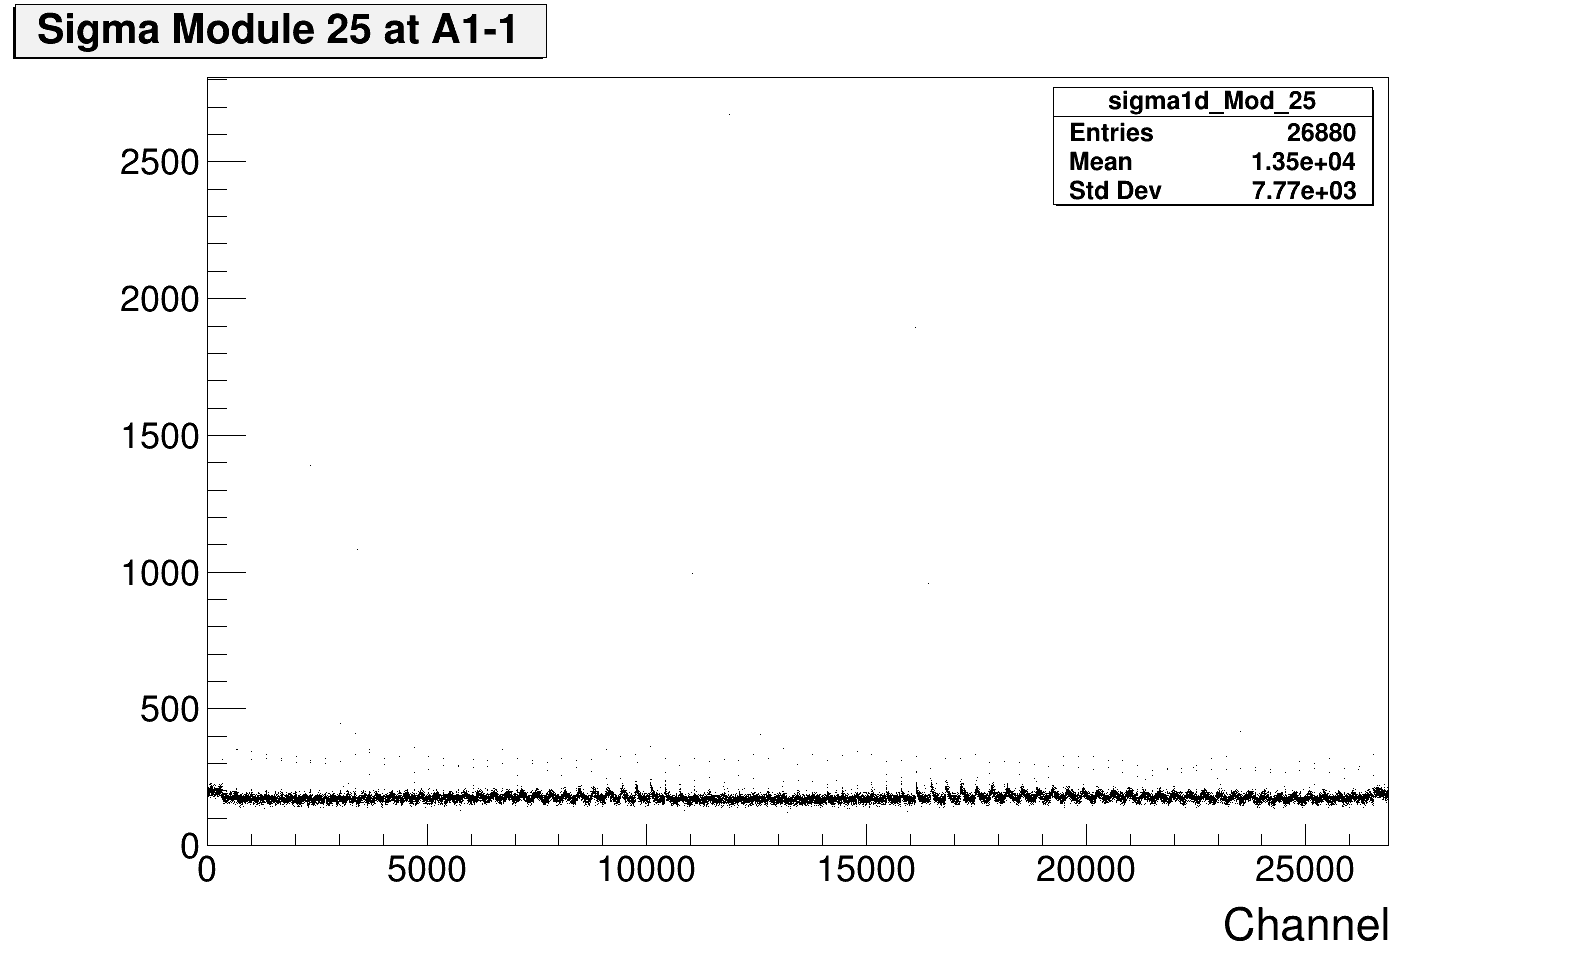 Sigma Module 25 at A1-1
sigma1d_Mod_25
Entries 26880
Mean 1.35e+04
Std Dev 7.77e+03
2500
2000
1500
1000
500
0
0 5000 10000 15000 20000 25000
Channel